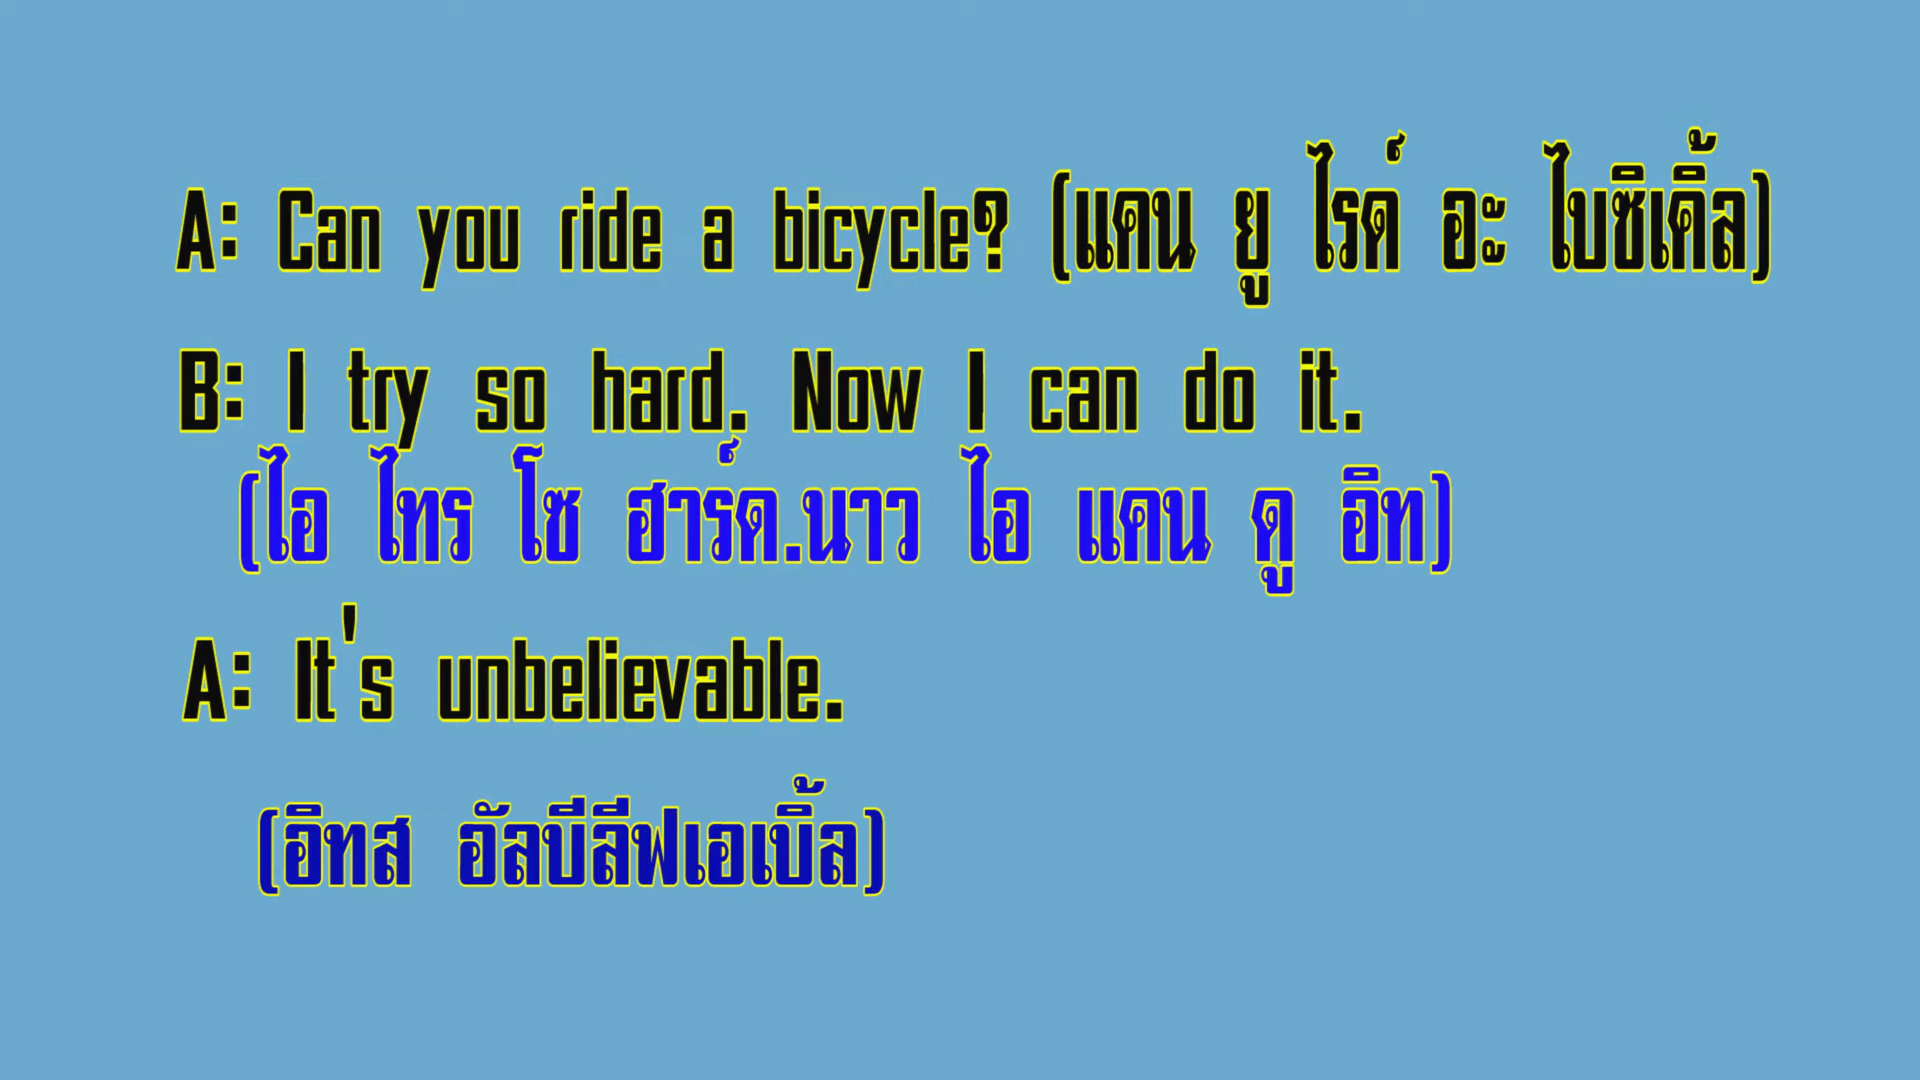 A: Can you ride a bicycle? (แคน ยู ไรด์ อะ ไบซิเคิ้ล)
B: I try so hard. Now I can do it.
(ไอ ไทร โซ ฮาร์ด.นาว ไอ แคน ดู อิท)
A: It's unbelievable.
(อิทส อัลบีลีฟเอเบิ้ล)